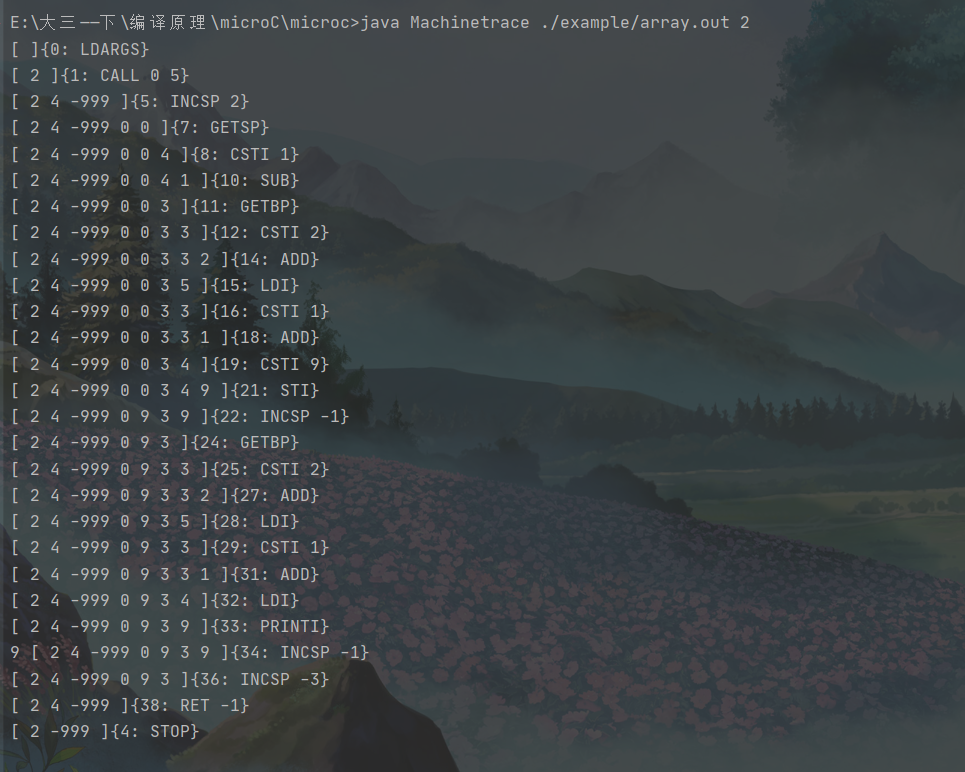 E:\大三——下\编译原理\microC\microc>java Machinetrace ./example/array.out 2
[ ]{0: LDARGS}
[ 2 ]{1: CALL 0 5}
[ 2 4 -999 ]{5: INCSP 2}
[ 2 4 -999 0 0 ]{7: GETSP}
[ 2 4 -999 0 0 4 ]{8: CSTI 1}
[ 2 4 -999 0 0 4 1 ]{10: SUB}
[ 2 4 -999 0 0 3 ]{11: GETBP}
[ 2 4 -999 0 0 3 3 ]{12: CSTI 2}
[ 2 4 -999 0 0 3 3 2 ]{14: ADD}
[ 2 4 -999 0 0 3 5 ]{15: LDI}
[ 2 4 -999 0 0 3 3 ]{16: CSTI 1}
[ 2 4 -999 0 0 3 3 1 ]{18: ADD}
[ 2 4 -999 0 0 3 4 ]{19: CSTI 9}
[ 2 4 -999 0 0 3 4 9 ]{21: STI}
[ 2 4 -999 0 9 3 9 ]{22: INCSP -1}
[ 2 4 -999 0 9 3 ]{24: GETBP}
[ 2 4 -999 0 9 3 3 ]{25: CSTI 2}
[ 2 4 -999 0 9 3 3 2 ]{27: ADD}
[ 2 4 -999 0 9 3 5 ]{28: LDI}
[ 2 4 -999 0 9 3 3 ]{29: CSTI 1}
[ 2 4 -999 0 9 3 3 1 ]{31: ADD}
[ 2 4 -999 0 9 3 4 ]{32: LDI}
[ 2 4 -999 0 9 3 9 ]{33: PRINTI}
9 [ 2 4 -999 0 9 3 9 ]{34: INCSP -1}
[ 2 4 -999 0 9 3 ]{36: INCSP -3}
[ 2 4 -999 ]{38: RET -1}
[ 2 -999 ]{4: STOP}